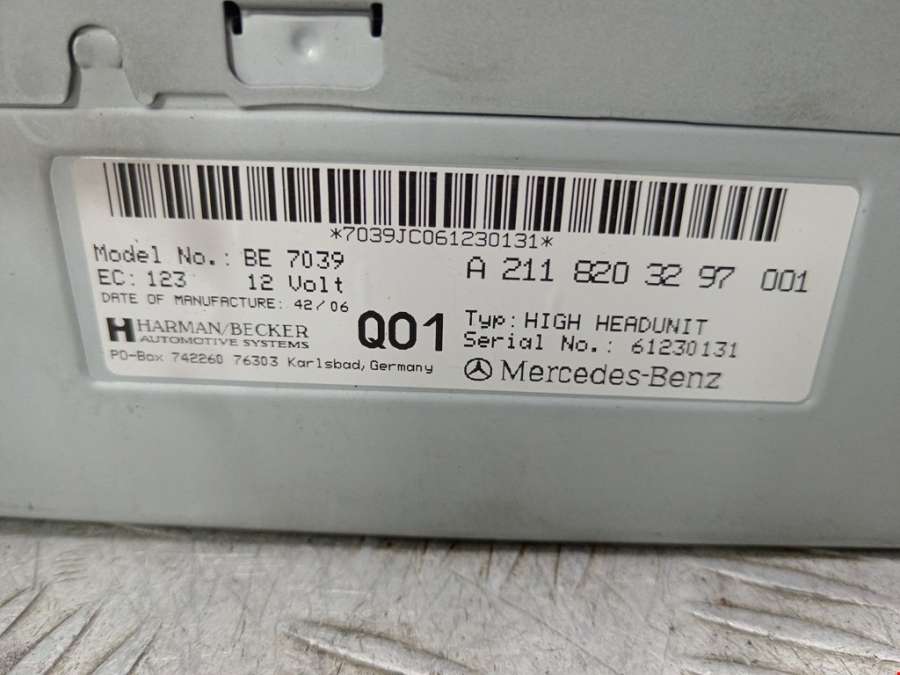 *7039JC061230131*
Model No.: BE 7039
A 211 820 32 97 001
EC: 123 12 Volt
DATE OF MANUFACTURE: 42/06
HARMAN/BECKER
AUTOMOTIVE SYSTEMS
Q01
Typ: HIGH HEADUNIT
Serial No.: 61230131
PO-Box 742260 76303 Karlsbad, Germany
Mercedes-Benz